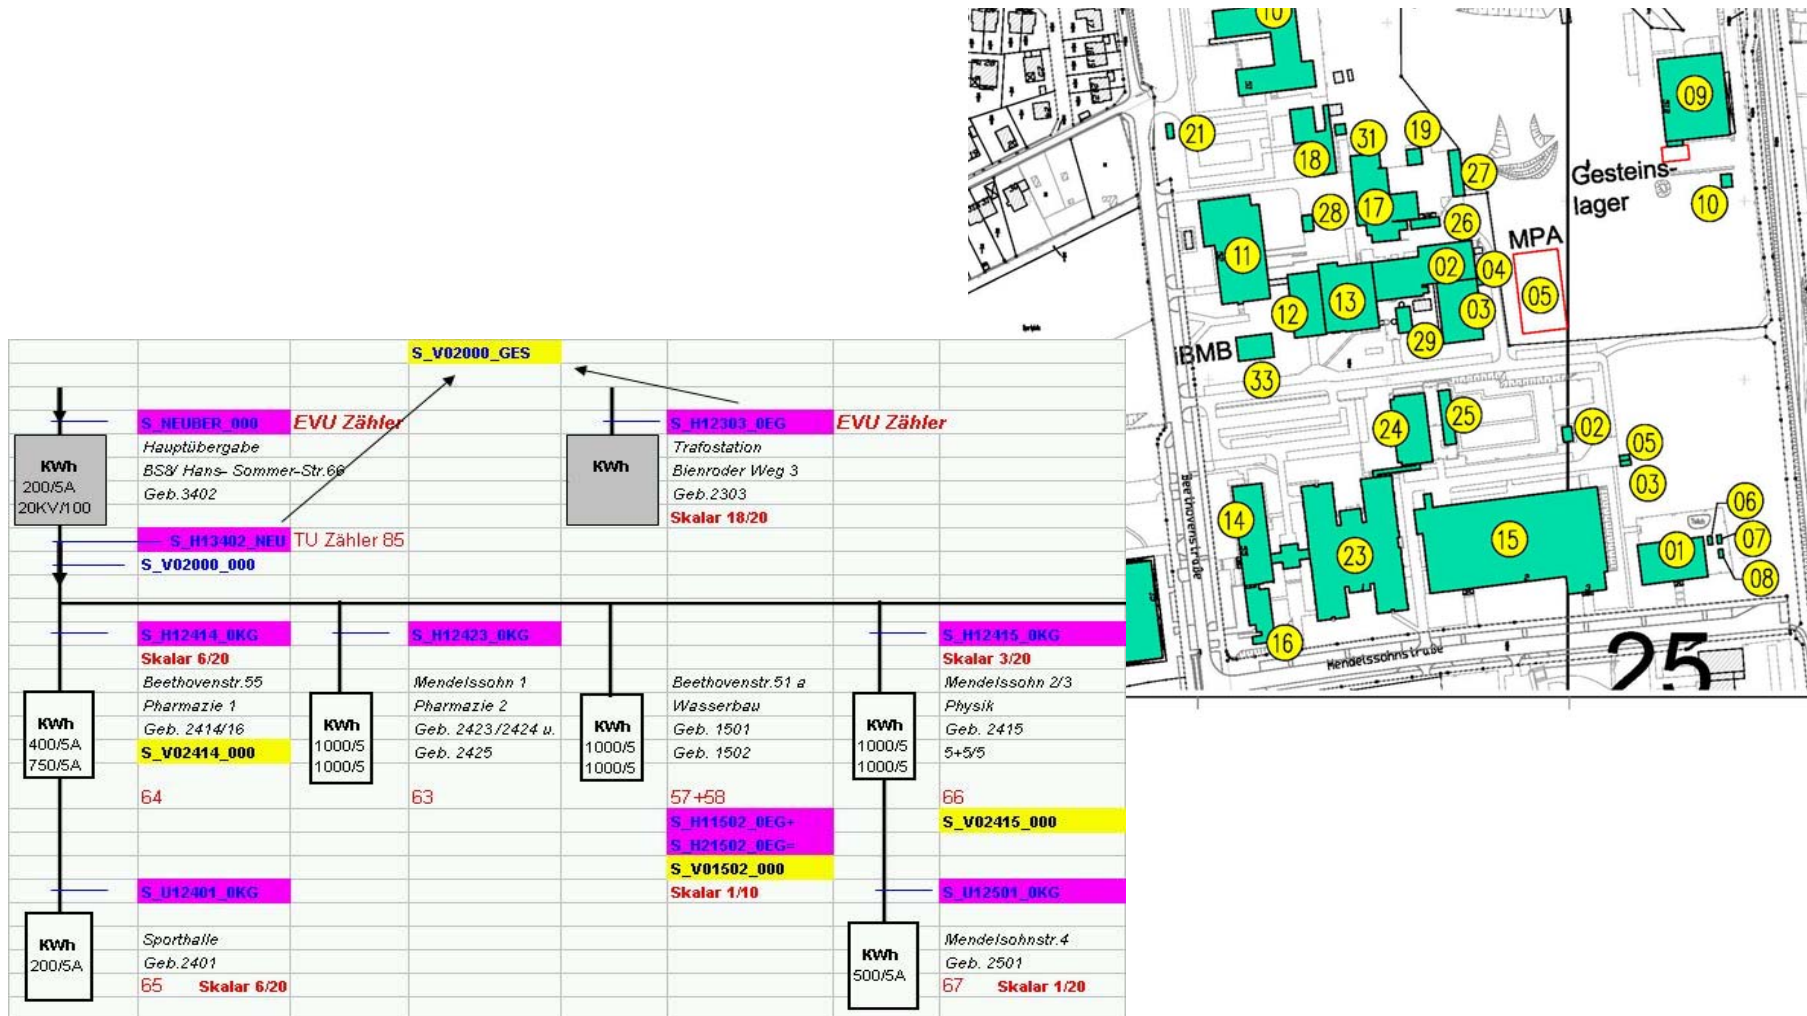 S_V02000_GES
S_NEUBER_000 EVU Zähler
Hauptübergabe
BS8/ Hans- Sommer-Str.66
Geb.3402
KWh
200/5A
20KV/100
S_H12303_0EG EVU Zähler
Trafostation
Bienroder Weg 3
Geb.2303
Skalar 18/20
KWh
S_H13402_NEU TU Zähler 85
S_V02000_000
S_H12414_0KG
Skalar 6/20
Beethovenstr.55
Pharmazie 1
Geb. 2414/16
S_V02414_000
64
KWh
400/5A
750/5A
S_H12423_0KG
Mendelssohn 1
Pharmazie 2
Geb. 2423/2424 u.
Geb. 2425
63
KWh
1000/5
1000/5
Beethovenstr.51 a
Wasserbau
Geb. 1501
Geb. 1502
57+58
S_H11502_0EG+
S_H21502_0EG=
S_V01502_000
Skalar 1/10
KWh
1000/5
1000/5
S_H12415_0KG
Skalar 3/20
Mendelssohn 2/3
Physik
Geb. 2415
5+5/5
66
S_V02415_000
KWh
1000/5
1000/5
S_U12401_0KG
Sporthalle
Geb.2401
65 Skalar 6/20
KWh
200/5A
S_U12501_0KG
Mendelsohnstr.4
Geb. 2501
67 Skalar 1/20
KWh
500/5A
10
09
21
31
19
18
27
Gesteins-
lager
10
28
17
26
MPA
11
02
04
05
12
13
03
29
iBMB
33
24
25
02
05
03
Beethovenstraße
14
23
15
06
01
07
08
16
Mendelssohnstraße
25